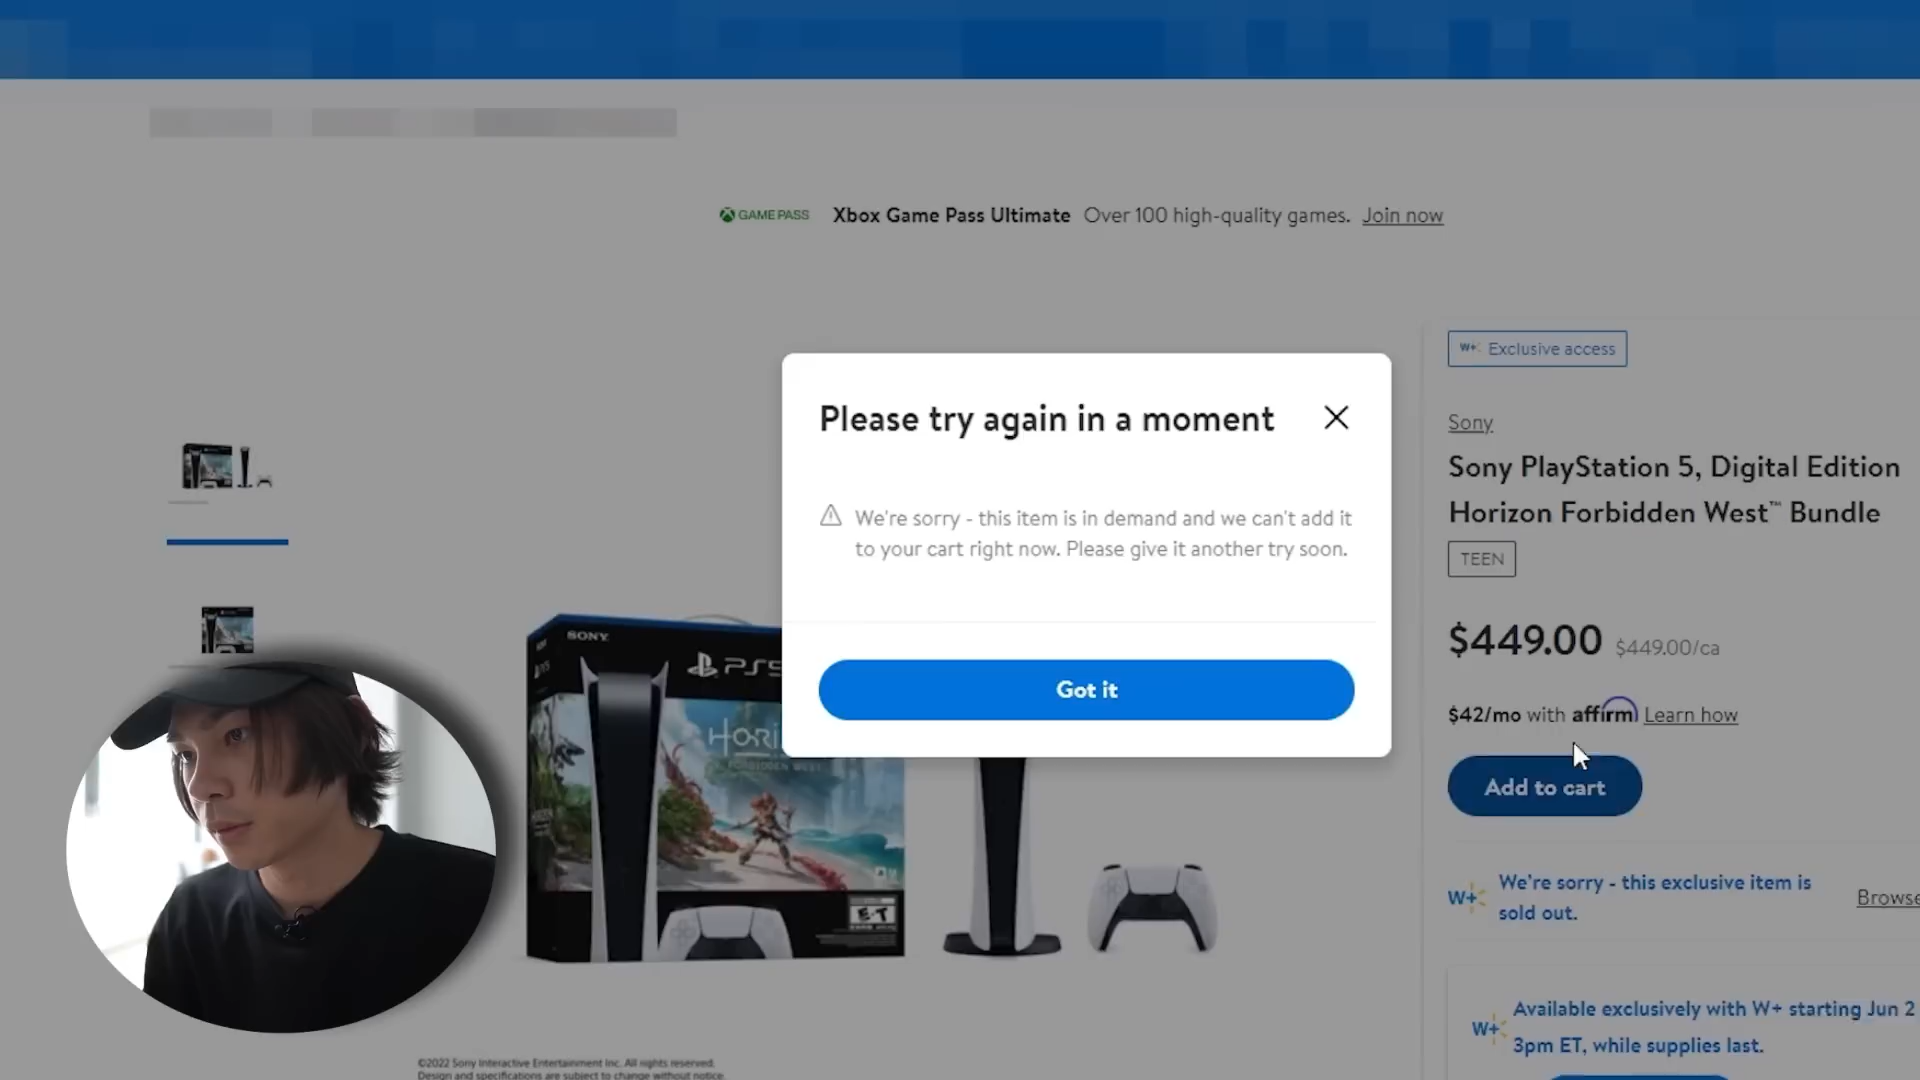 GAME PASS Xbox Game Pass Ultimate Over 100 high-quality games. Join now
W+ Exclusive access
Sony
Sony PlayStation 5, Digital Edition
Horizon Forbidden West™ Bundle
TEEN
$449.00 $449.00/ca
$42/mo with affirm Learn how
Add to cart
W+ We're sorry - this exclusive item is
sold out.
Browse
W+ Available exclusively with W+ starting Jun 2
3pm ET, while supplies last.
Please try again in a moment
We're sorry - this item is in demand and we can't add it
to your cart right now. Please give it another try soon.
Got it
SONY
PS5
HORI
FORBIDDEN WEST
E-T
©2022 Sony Interactive Entertainment Inc. All rights reserved.
Design and specifications are subject to change without notice.